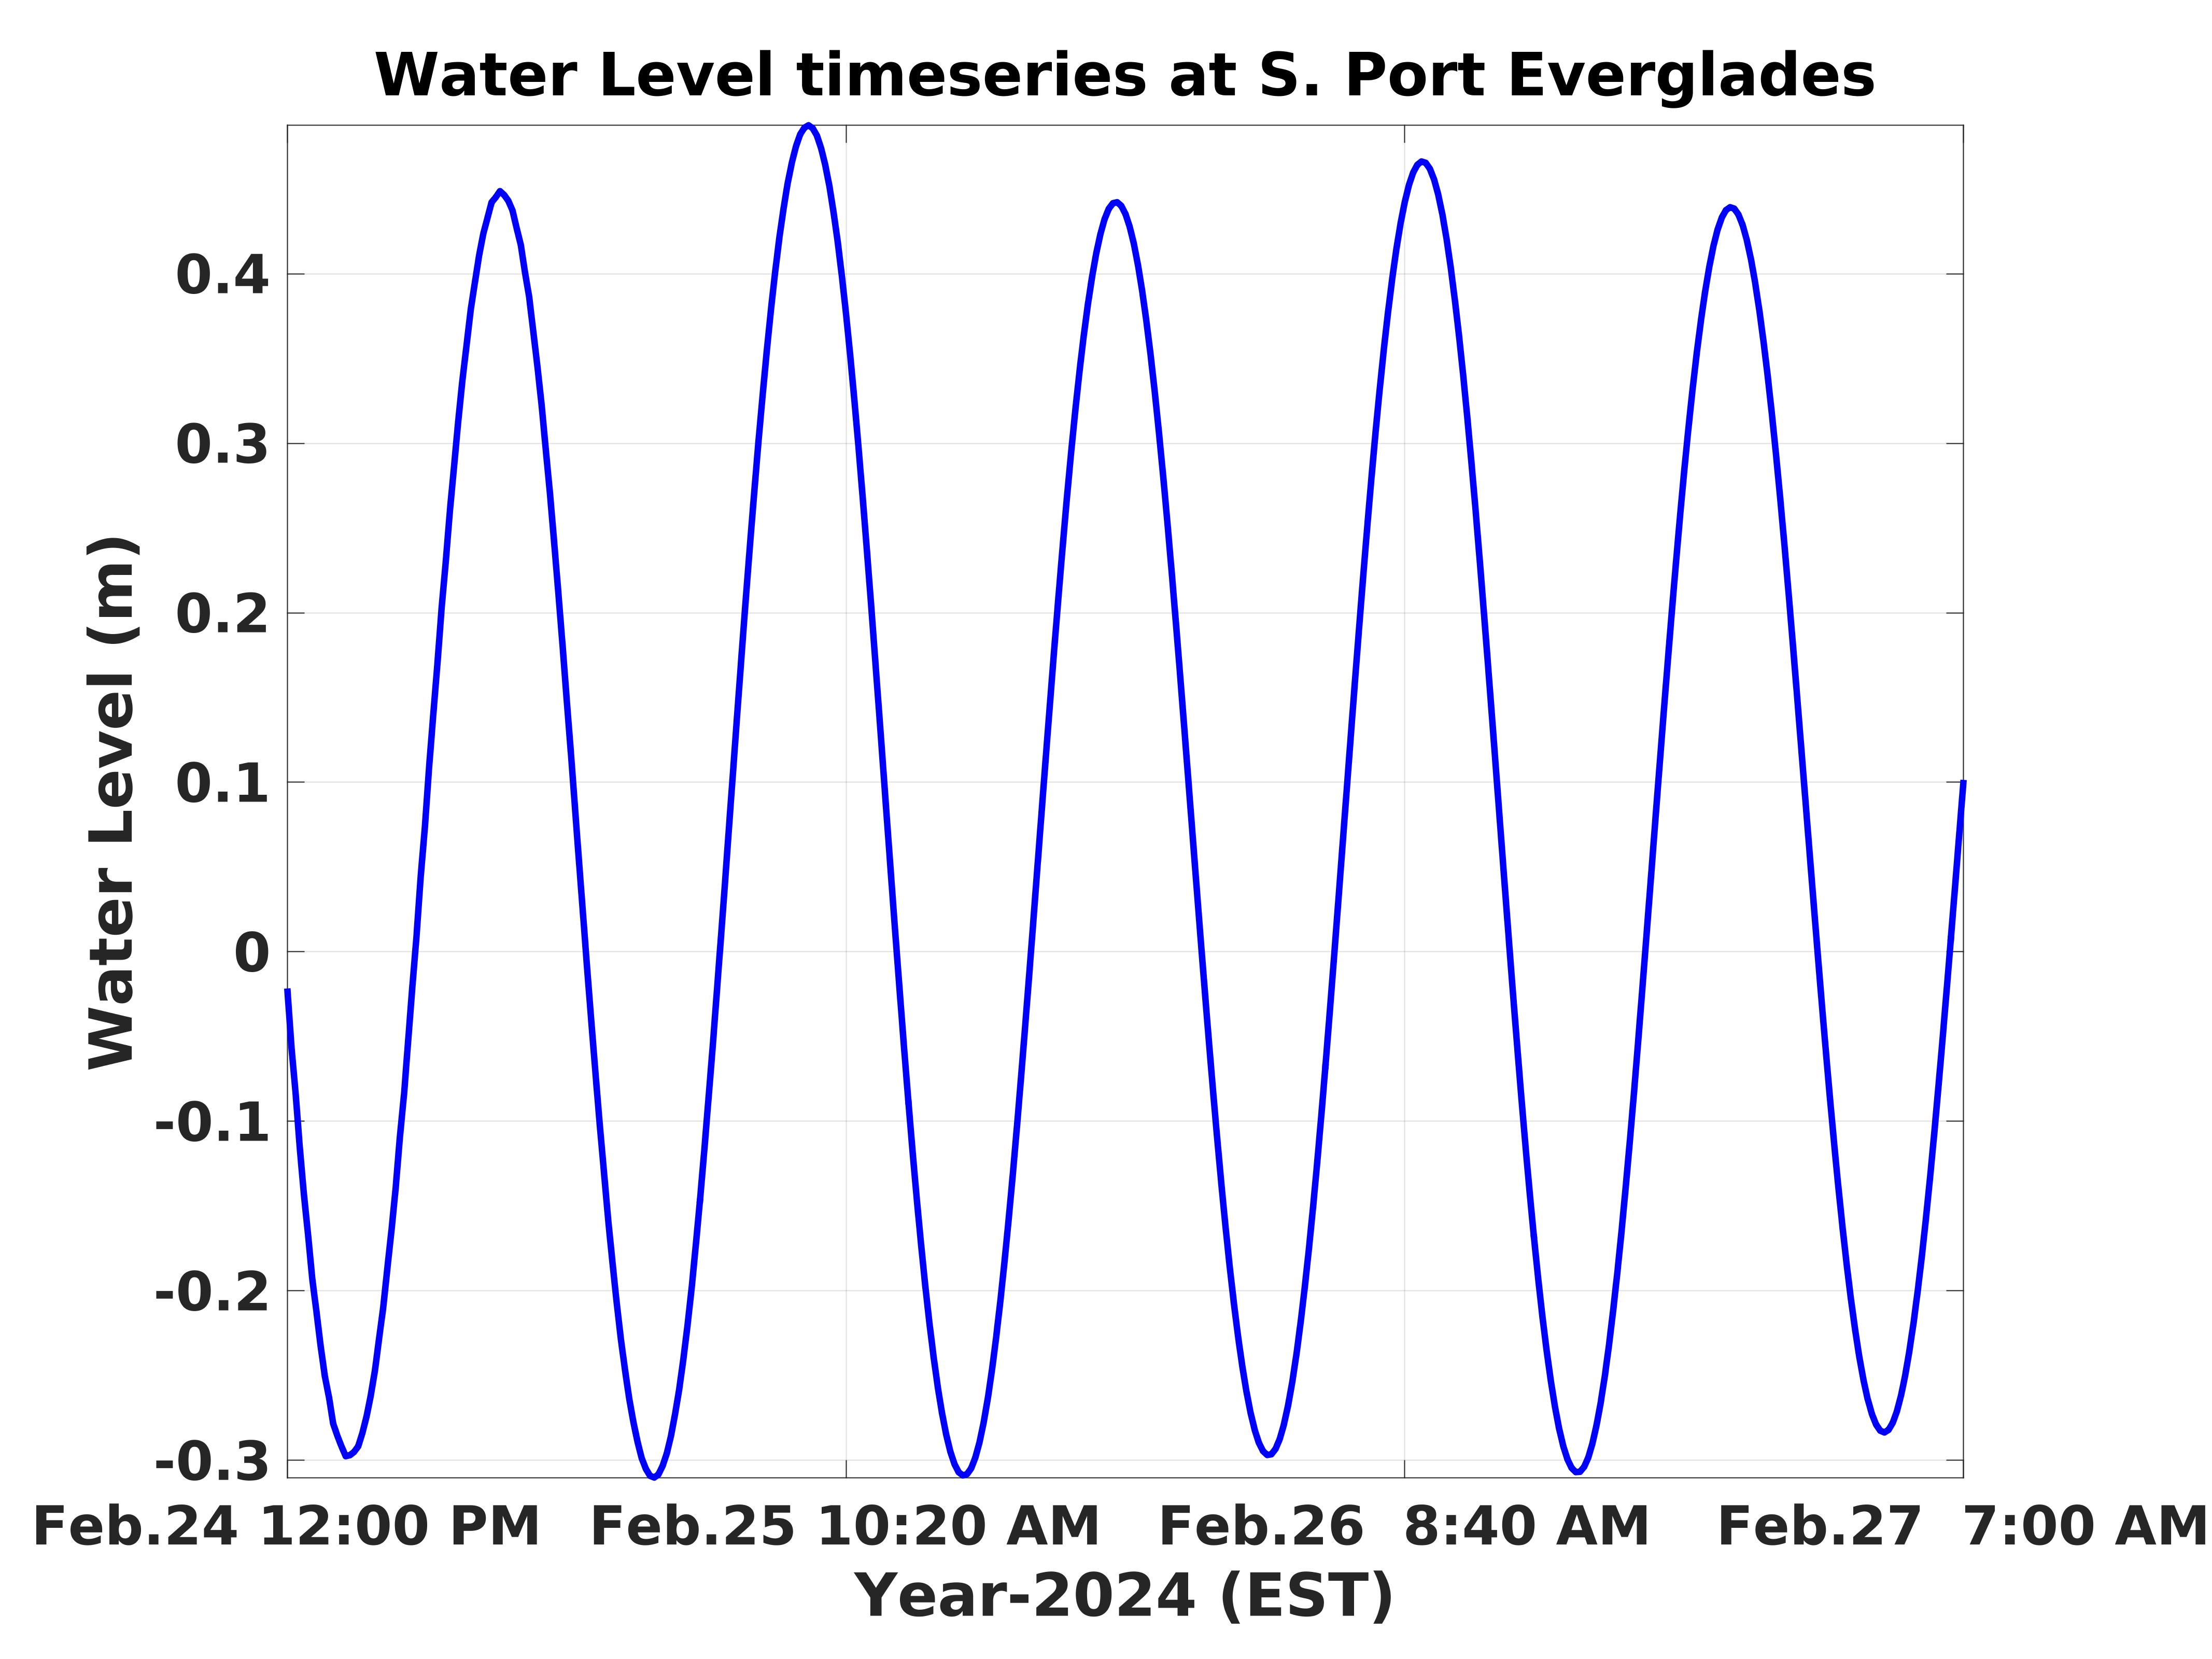 Water Level timeseries at S. Port Everglades
Water Level (m)
0.4
0.3
0.2
0.1
0
-0.1
-0.2
-0.3
Feb.24 12:00 PM Feb.25 10:20 AM Feb.26 8:40 AM Feb.27 7:00 AM
Year-2024 (EST)